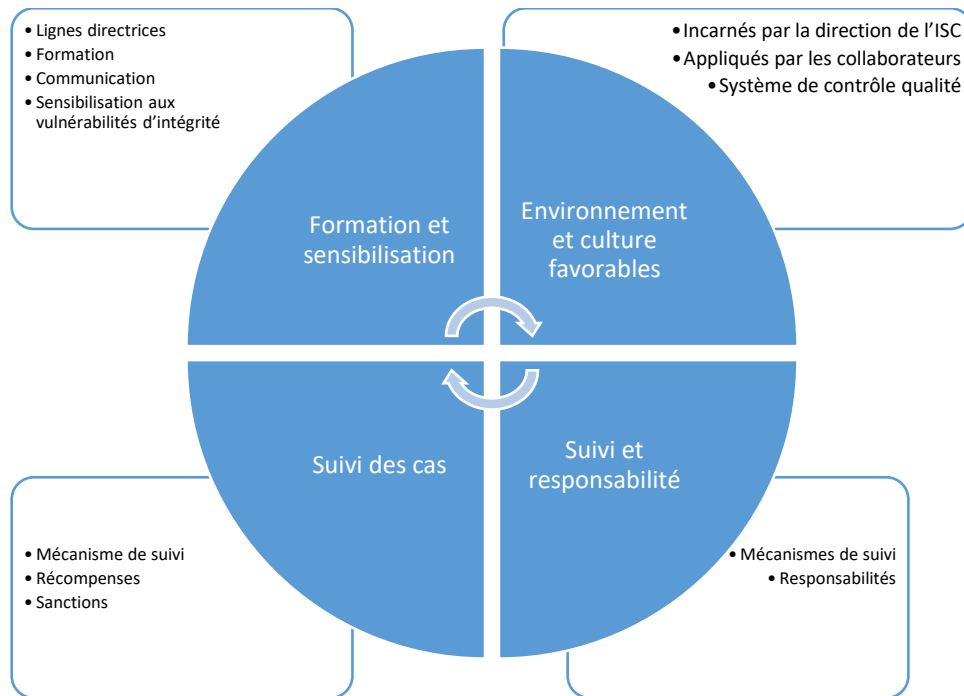 • Lignes directrices
• Formation
• Communication
• Sensibilisation aux
vulnérabilités d’intégrité
• Incarnés par la direction de l’ISC
• Appliqués par les collaborateurs
• Système de contrôle qualité
Formation et
sensibilisation
Environnement
et culture
favorables
Suivi des cas
Suivi et
responsabilité
• Mécanisme de suivi
• Récompenses
• Sanctions
• Mécanismes de suivi
• Responsabilités